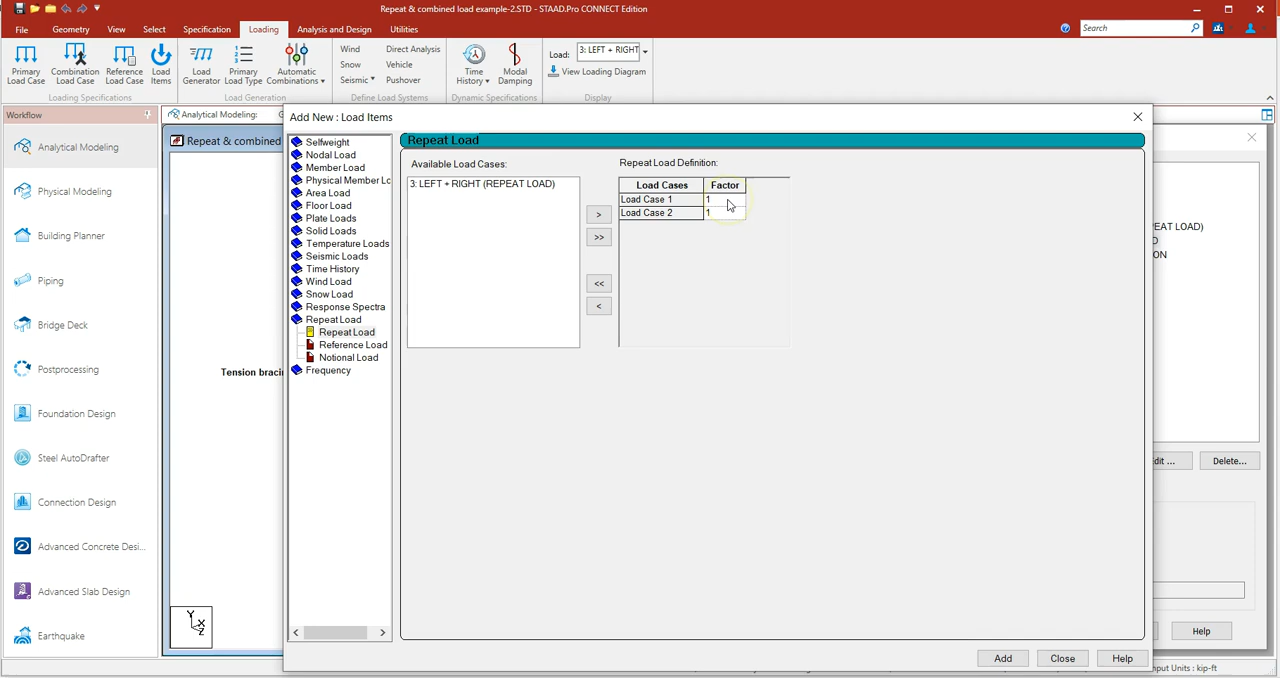 Repeat & combined load example-2.STD - STAAD.Pro CONNECT Edition
File Geometry View Select Specification Loading Analysis and Design Utilities Search
Primary Load Case
Combination Load Case
Reference Load Case
Load Items
Loading Specifications
Load Generator
Primary Load Type
Automatic Combinations
Load Generation
Wind
Snow
Seismic
Direct Analysis
Vehicle
Pushover
Define Load Systems
Time History
Modal Damping
Dynamic Specifications
Load: 3: LEFT + RIGHT
View Loading Diagram
Display
Workflow
Analytical Modeling
Physical Modeling
Building Planner
Piping
Bridge Deck
Postprocessing
Foundation Design
Steel AutoDrafter
Connection Design
Advanced Concrete Desi...
Advanced Slab Design
Earthquake
Analytical Modeling:
Repeat & combined
Tension braci
Y
X
Z
Add New : Load Items
Selfweight
Nodal Load
Member Load
Physical Member Lc
Area Load
Floor Load
Plate Loads
Solid Loads
Temperature Loads
Seismic Loads
Time History
Wind Load
Snow Load
Response Spectra
Repeat Load
Repeat Load
Reference Load
Notional Load
Frequency
Repeat Load
Available Load Cases:
3: LEFT + RIGHT (REPEAT LOAD)
>
>>
<<
<
Repeat Load Definition:
Load Cases Factor
Load Case 1 1
Load Case 2 1
Add Close Help
EAT LOAD)
D
ON
dit ... Delete...
Help
nput Units : kip-ft